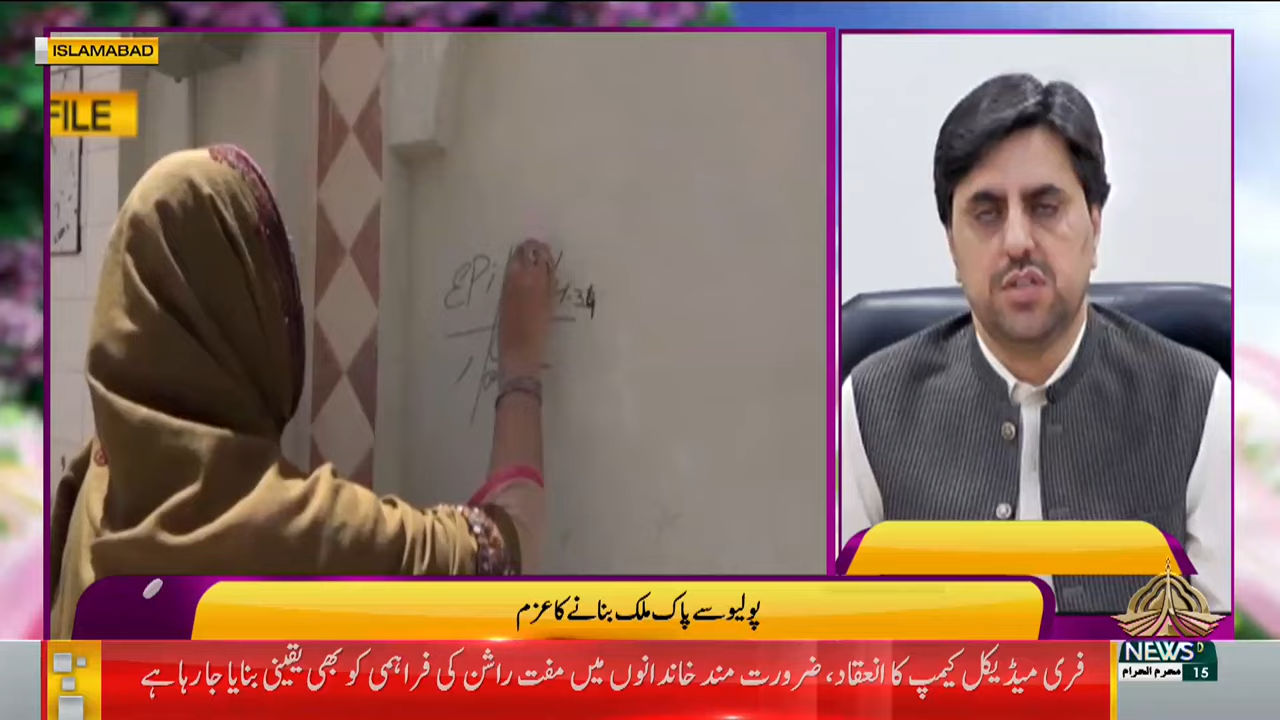 ISLAMABAD
FILE
EPi
پولیو سے پاک ملک بنانے کا عزم
فری میڈیکل کیمپ کا انعقاد، ضرورت مند خاندانوں میں مفت راشن کی فراہمی کو بھی یقینی بنایا جا رہا ہے
NEWS
محرم الحرام 15